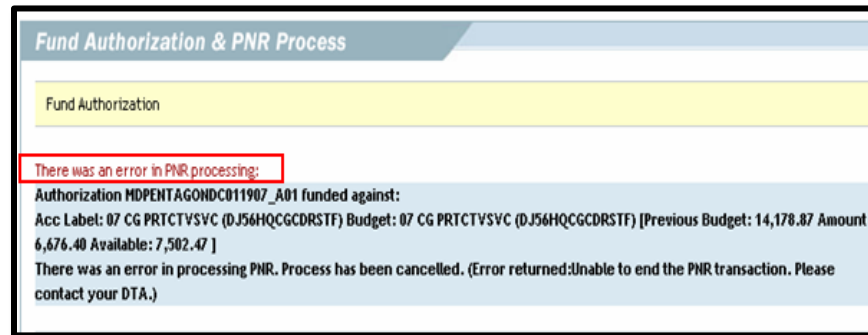 Fund Authorization & PNR Process
Fund Authorization
There was an error in PNR processing:
Authorization MDPENTAGONDC011907_A01 funded against:
Acc Label: 07 CG PRTCTVSVC (DJ56HQCGCDRSTF) Budget: 07 CG PRTCTVSVC (DJ56HQCGCDRSTF) [Previous Budget: 14,178.87 Amount
6,676.40 Available: 7,502.47 ]
There was an error in processing PNR. Process has been cancelled. (Error returned:Unable to end the PNR transaction. Please
contact your DTA.)